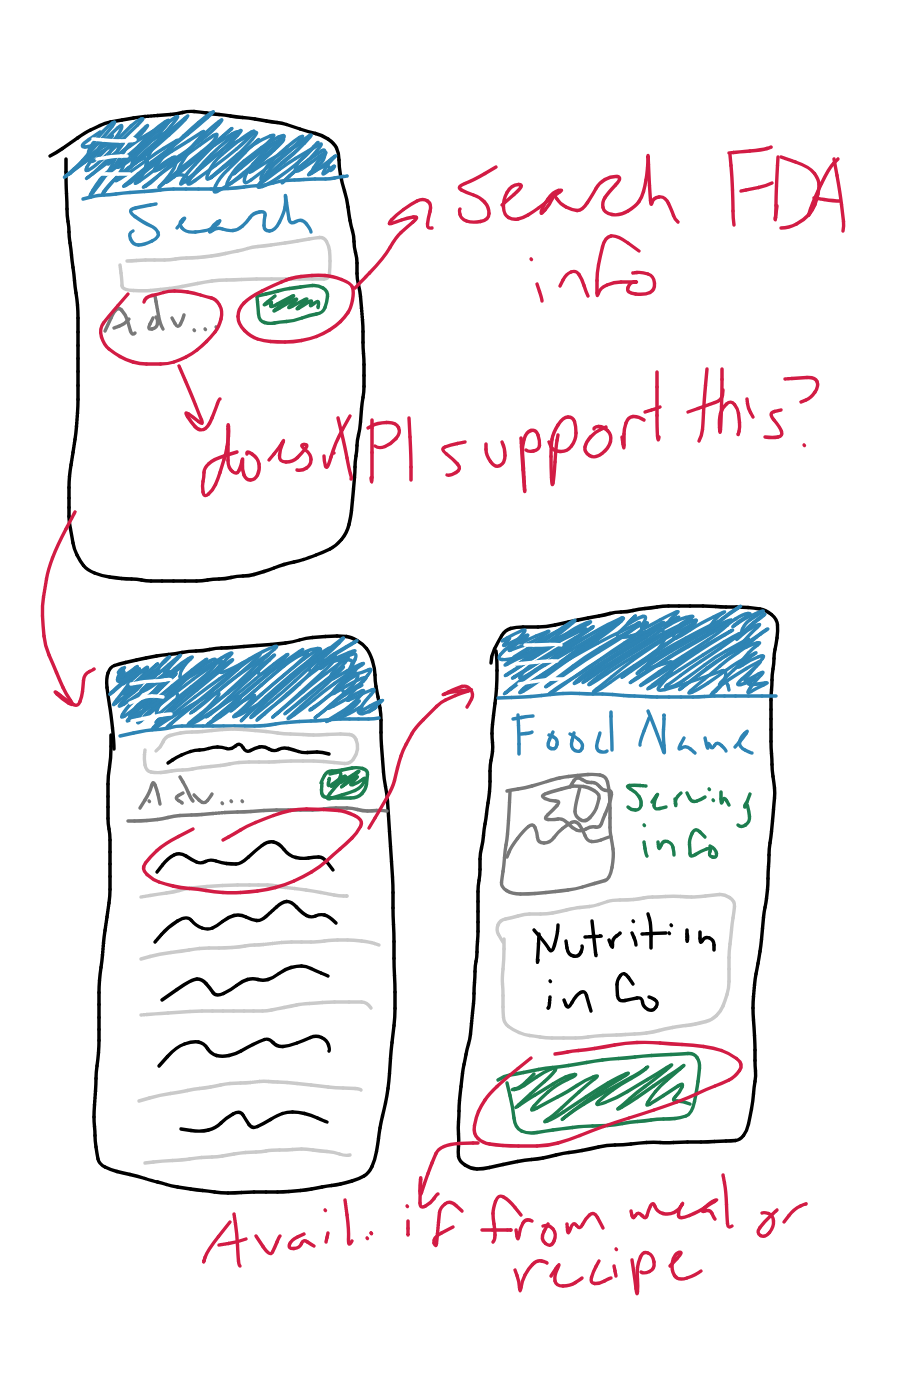 Search
Search FDA
info
Adv...
does API support this?
Adv...
Food Name
Serving
info
Nutritin
info
Avail. if from meal or
recipe